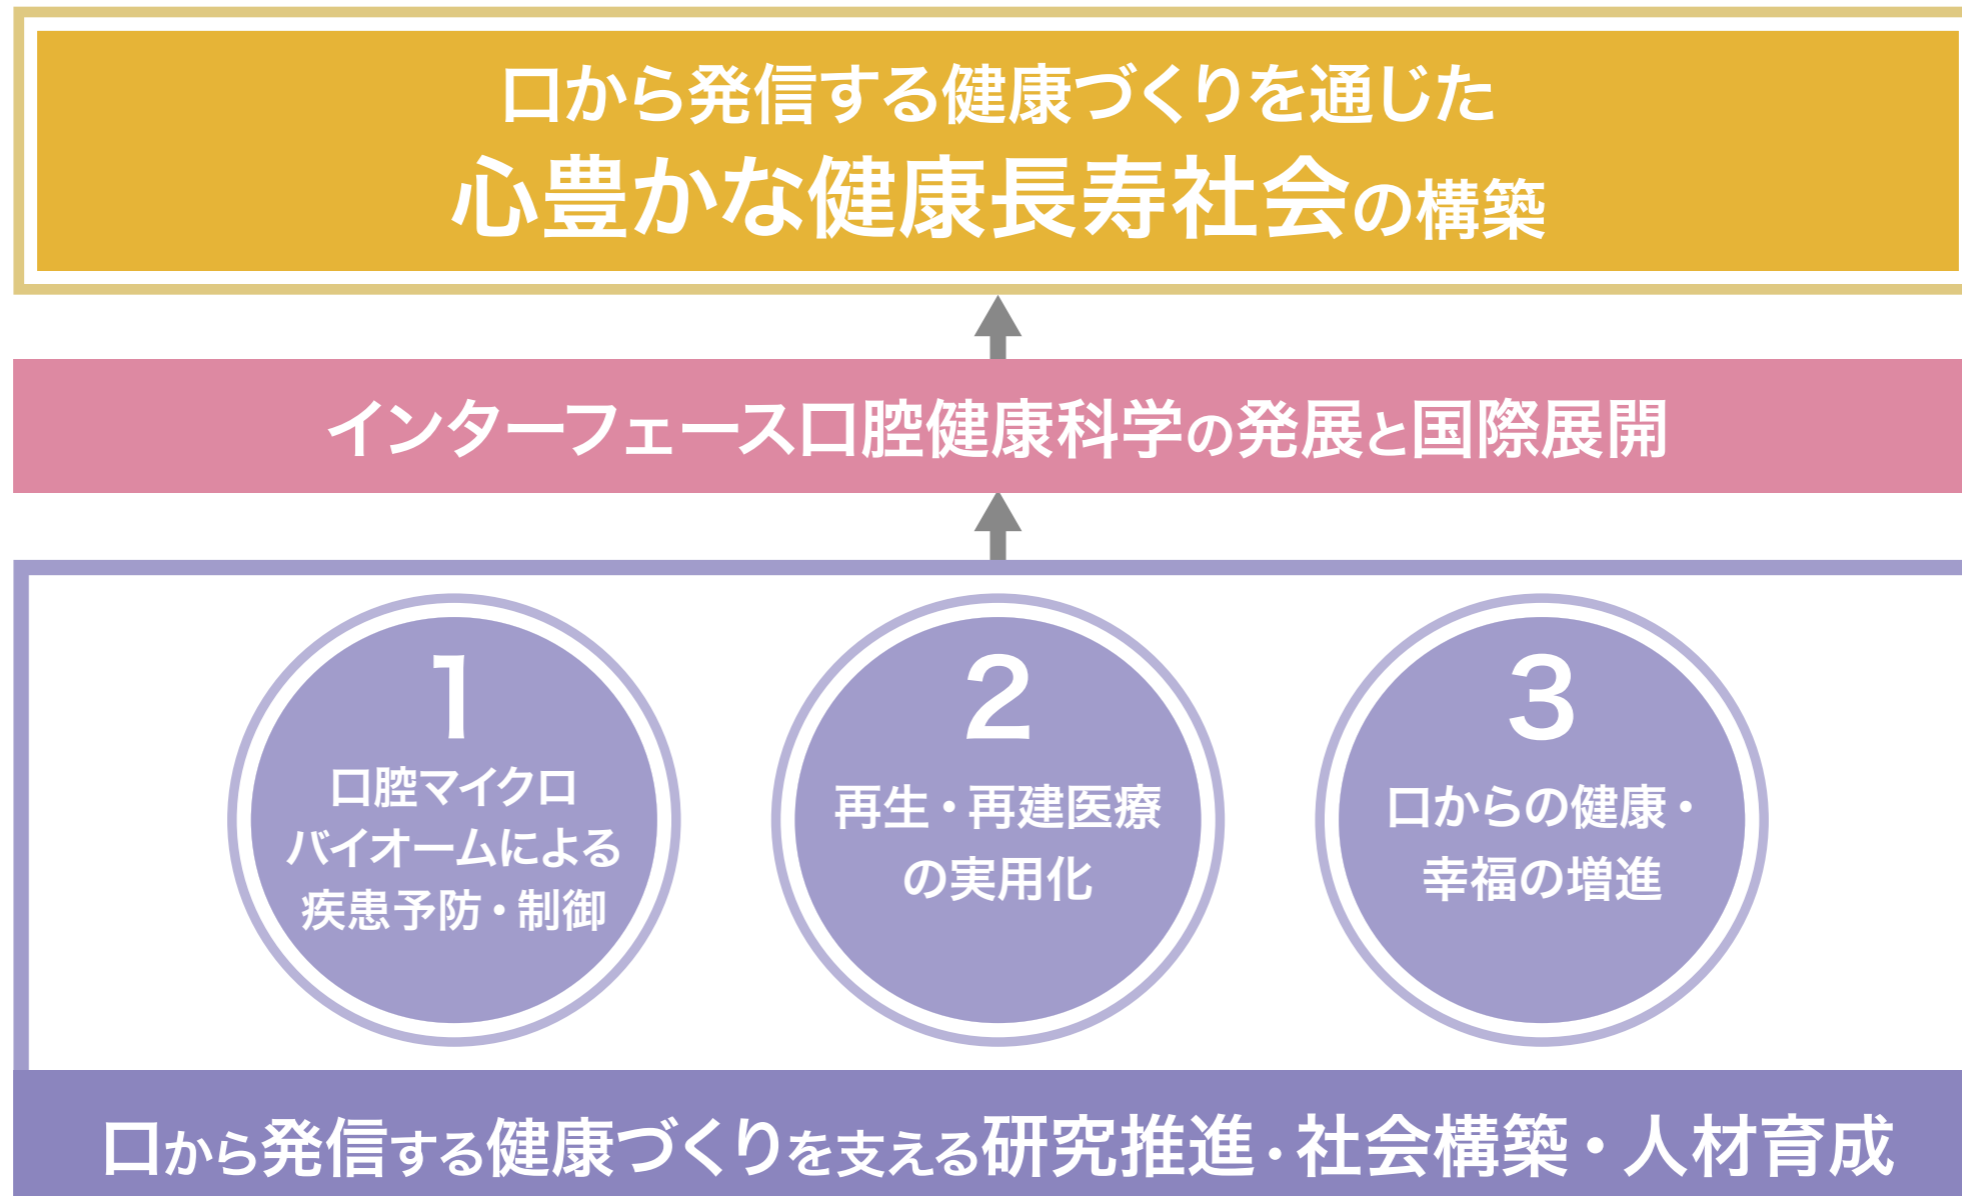 口から発信する健康づくりを通じた
心豊かな健康長寿社会の構築
インターフェース口腔健康科学の発展と国際展開
1
口腔マイクロ
バイオームによる
疾患予防・制御
2
再生・再建医療
の実用化
3
口からの健康・
幸福の増進
口から発信する健康づくりを支える研究推進・社会構築・人材育成